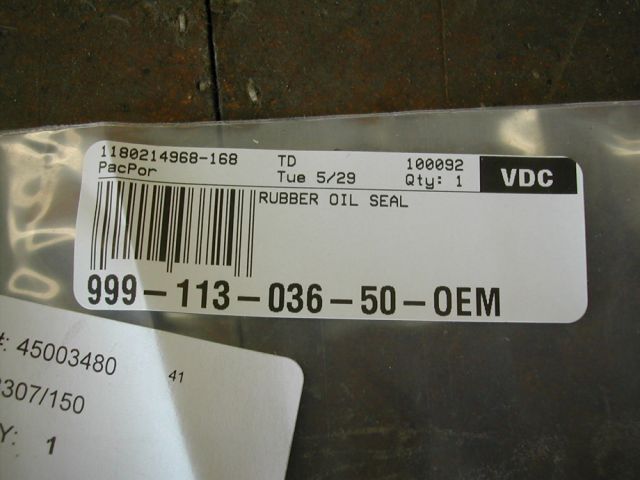 1180214968-168 TD 100092
PacPor Tue 5/29 Qty: 1 VDC
RUBBER OIL SEAL
999-113-036-50-OEM
#: 45003480 41
307/150
Y: 1